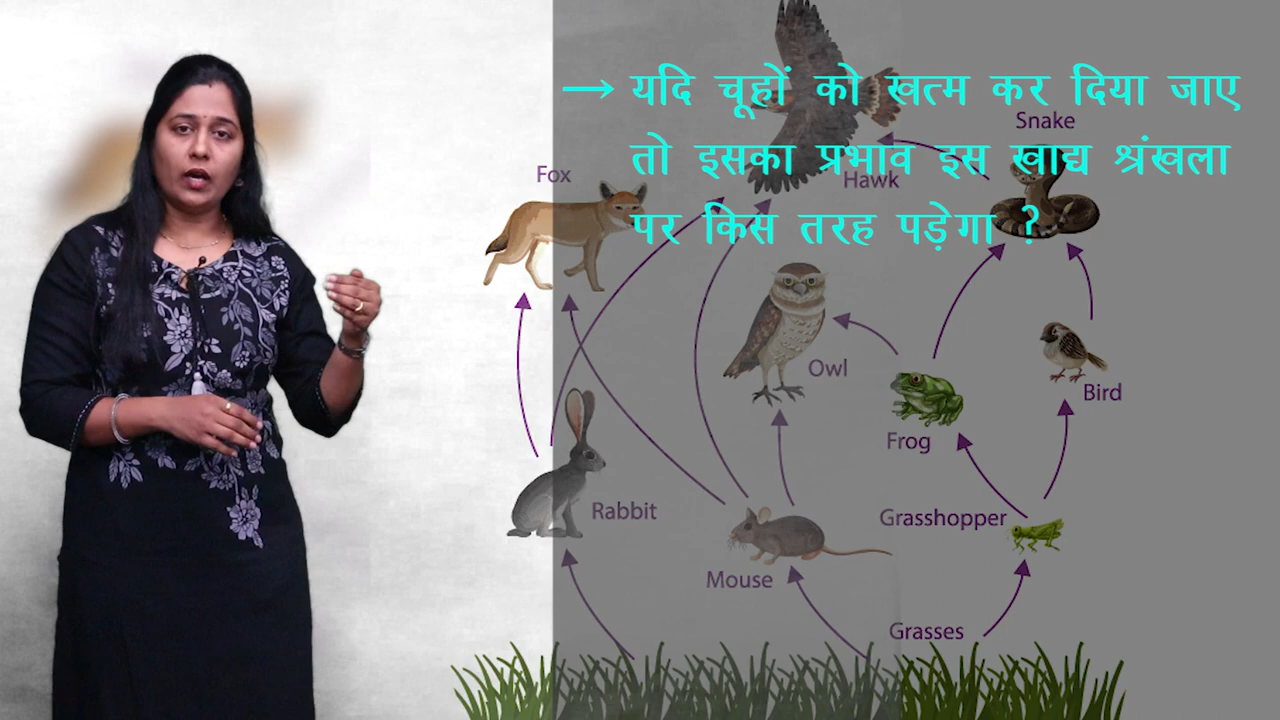 → यदि चूहों को खत्म कर दिया जाए
तो इसका प्रभाव इस खाद्य श्रंखला
पर किस तरह पड़ेगा ?
Snake
Fox
Hawk
Owl
Bird
Frog
Rabbit
Grasshopper
Mouse
Grasses